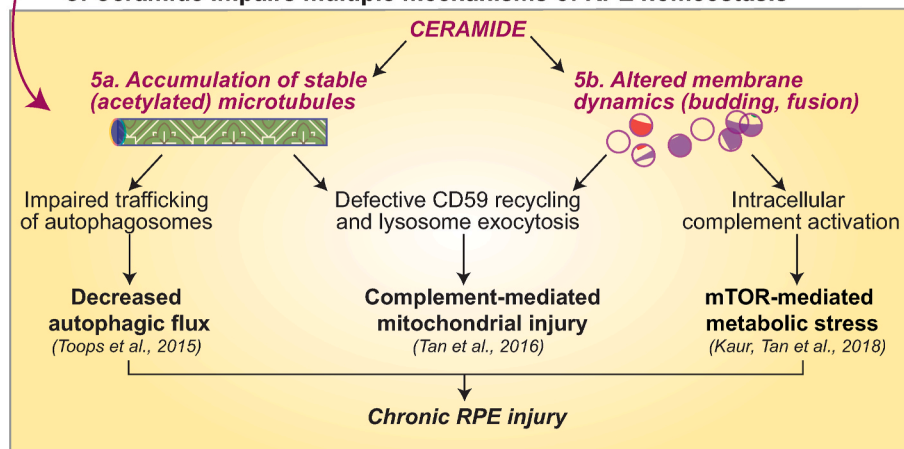 CERAMIDE
5a. Accumulation of stable
(acetylated) microtubules
5b. Altered membrane
dynamics (budding, fusion)
Impaired trafficking
of autophagosomes
Defective CD59 recycling
and lysosome exocytosis
Intracellular
complement activation
Decreased
autophagic flux
(Toops et al., 2015)
Complement-mediated
mitochondrial injury
(Tan et al., 2016)
mTOR-mediated
metabolic stress
(Kaur, Tan et al., 2018)
Chronic RPE injury